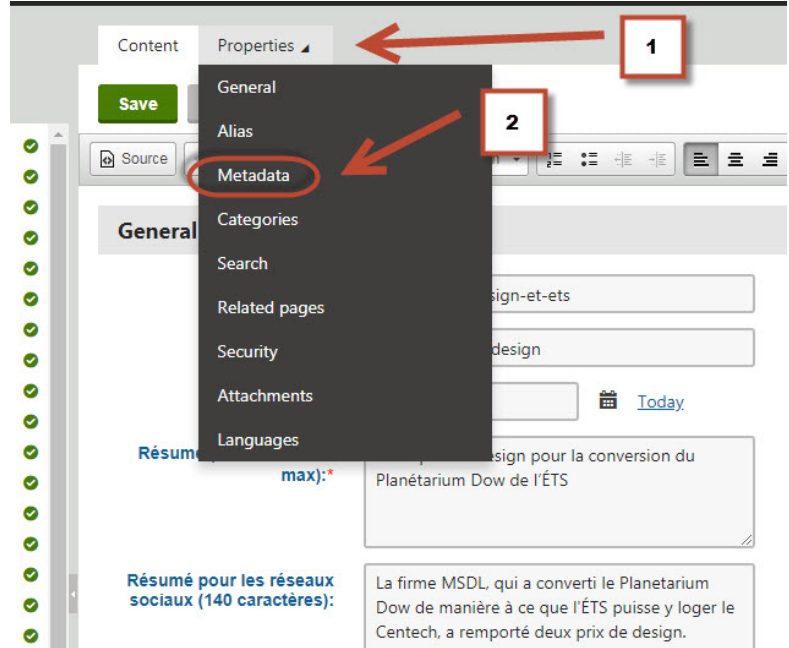 Content Properties
1
Save
General
2
Alias
Source
Metadata
General
Categories
Search
sign-et-ets
Related pages
Security
design
Attachments
Today
Languages
Résumé
max):*
sign pour la conversion du
Planétarium Dow de l'ÉTS
Résumé pour les réseaux
sociaux (140 caractères):
La firme MSDL, qui a converti le Planetarium
Dow de manière à ce que l'ÉTS puisse y loger le
Centech, a remporté deux prix de design.